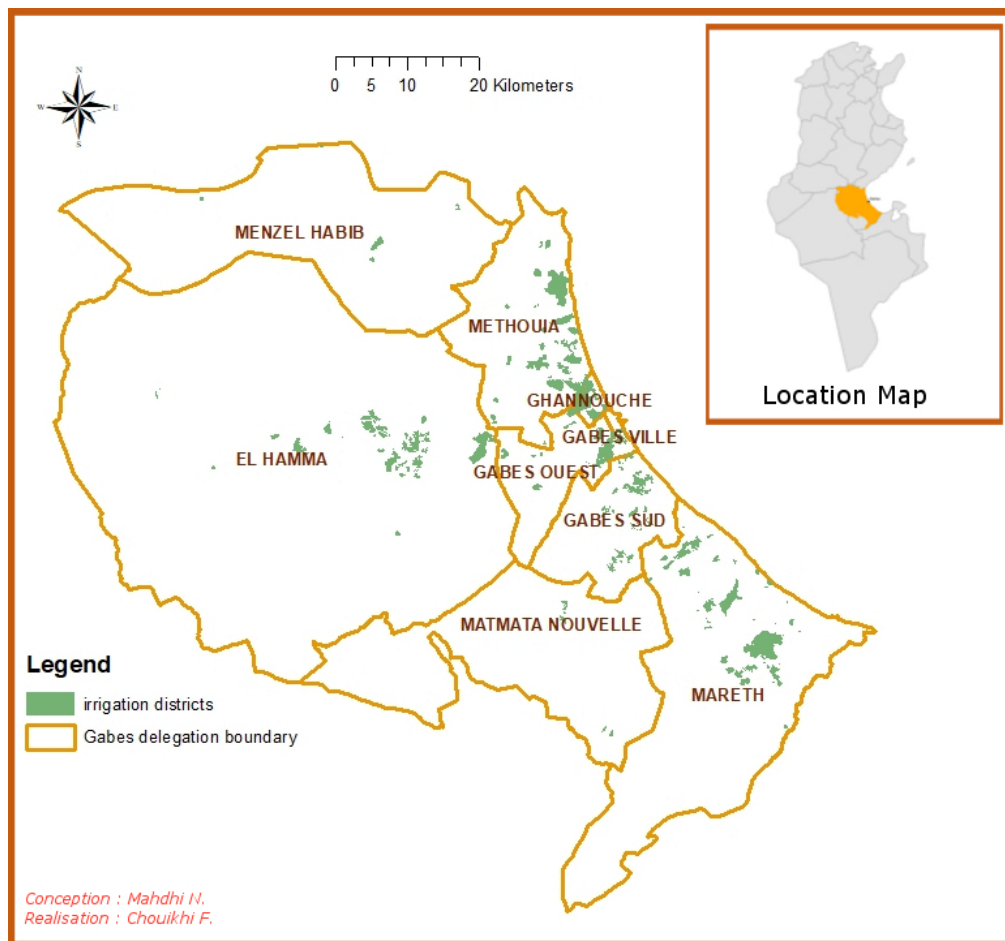 N
W E
S
0 5 10 20 Kilometers
Location Map
MENZEL HABIB
METHOUIA
GHANNOUCHE
GABES VILLE
EL HAMMA
GABES OUEST
GABES SUD
MATMATA NOUVELLE
MARETH
Legend
irrigation districts
Gabes delegation boundary
Conception : Mahdhi N.
Realisation : Chouikhi F.